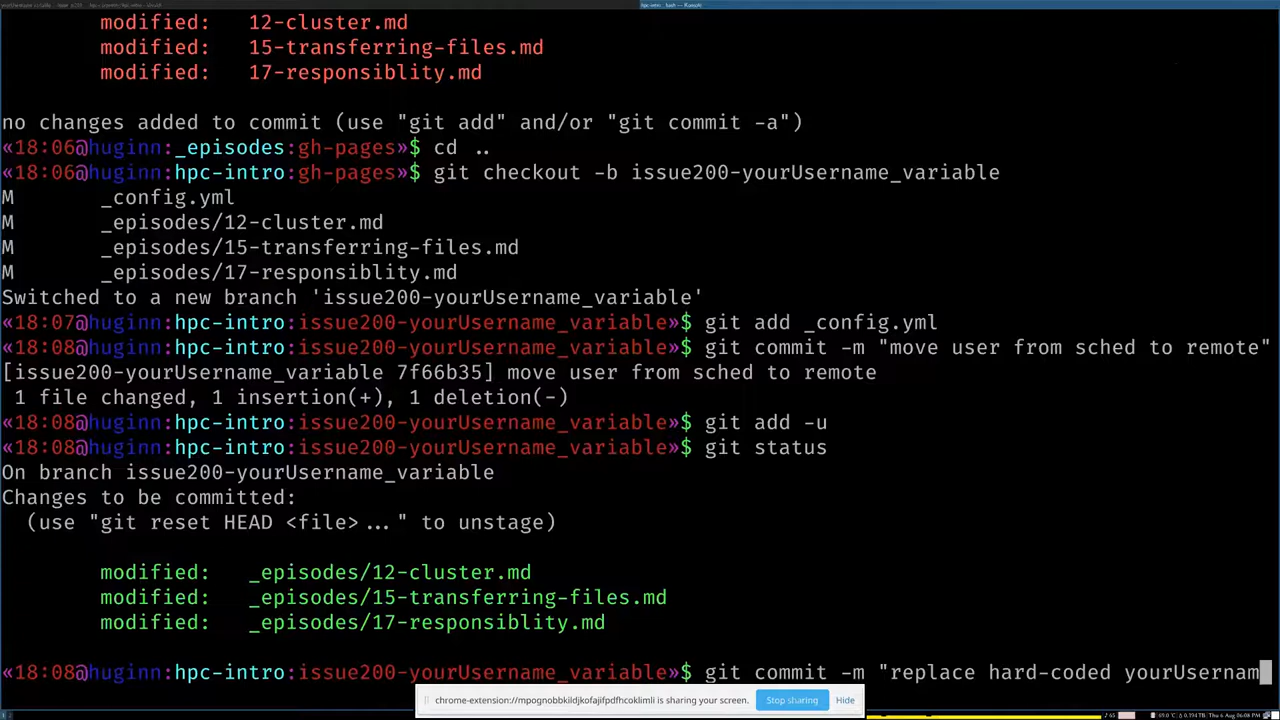 modified:   12-cluster.md
modified:   15-transferring-files.md
modified:   17-responsiblity.md
no changes added to commit (use "git add" and/or "git commit -a")
«18:06@huginn:_episodes:gh-pages»$ cd ..
«18:06@huginn:hpc-intro:gh-pages»$ git checkout -b issue200-yourUsername_variable
M       _config.yml
M       _episodes/12-cluster.md
M       _episodes/15-transferring-files.md
M       _episodes/17-responsiblity.md
Switched to a new branch 'issue200-yourUsername_variable'
«18:07@huginn:hpc-intro:issue200-yourUsername_variable»$ git add _config.yml
«18:08@huginn:hpc-intro:issue200-yourUsername_variable»$ git commit -m "move user from sched to remote"
[issue200-yourUsername_variable 7f66b35] move user from sched to remote
1 file changed, 1 insertion(+), 1 deletion(-)
«18:08@huginn:hpc-intro:issue200-yourUsername_variable»$ git add -u
«18:08@huginn:hpc-intro:issue200-yourUsername_variable»$ git status
On branch issue200-yourUsername_variable
Changes to be committed:
(use "git reset HEAD <file>..." to unstage)
modified:   _episodes/12-cluster.md
modified:   _episodes/15-transferring-files.md
modified:   _episodes/17-responsiblity.md
«18:08@huginn:hpc-intro:issue200-yourUsername_variable»$ git commit -m "replace hard-coded yourUsernam
chrome-extension://mpognobbkildjkofajifpdfhcoklimli is sharing your screen. Stop sharing Hide
Thu 6 Aug, 06:08 PM